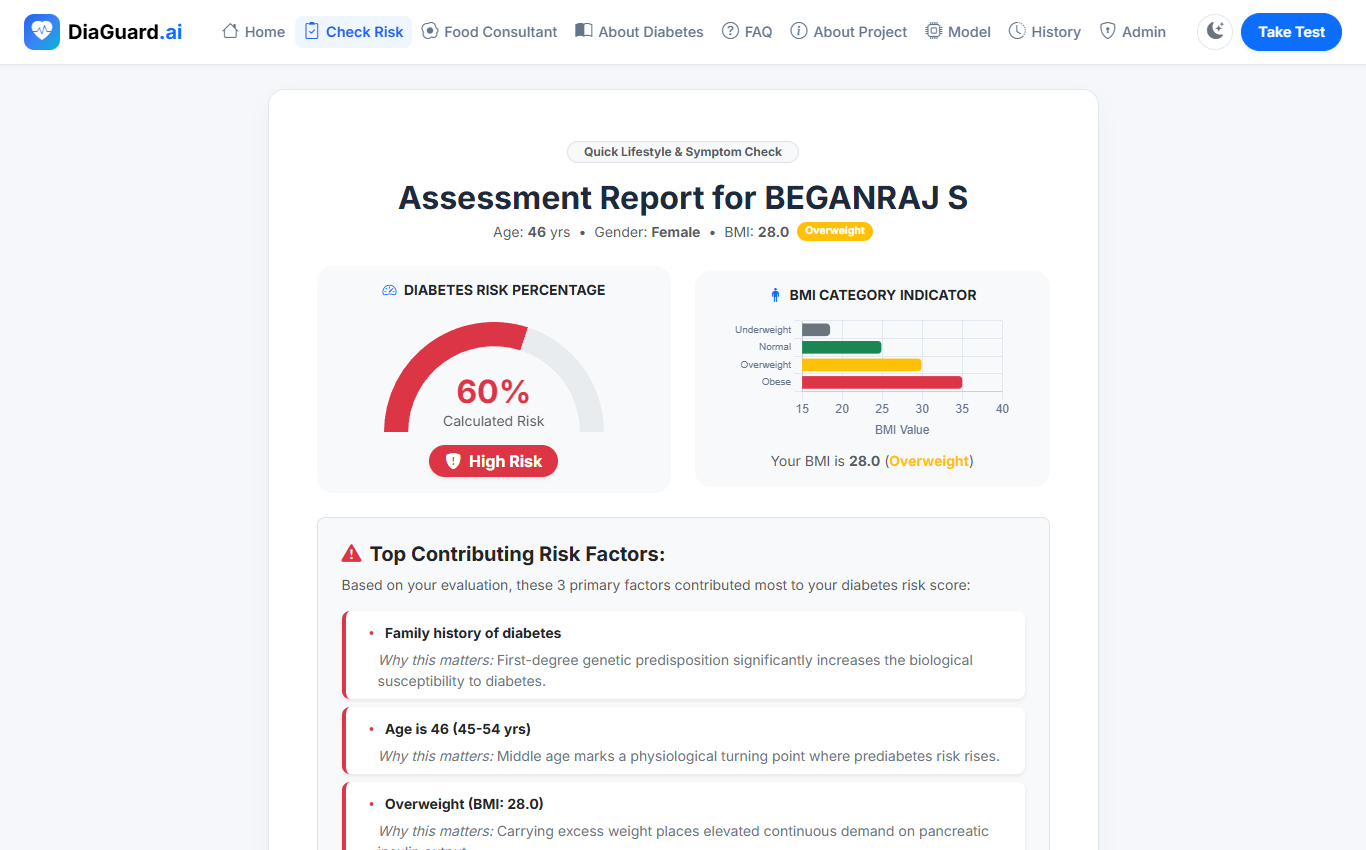 DiaGuard.ai
Home
Check Risk
Food Consultant
About Diabetes
FAQ
About Project
Model
History
Admin
Take Test
Quick Lifestyle & Symptom Check
Assessment Report for BEGANRAJ S
Age: 46 yrs • Gender: Female • BMI: 28.0 Overweight
DIABETES RISK PERCENTAGE
60%
Calculated Risk
High Risk
BMI CATEGORY INDICATOR
Underweight
Normal
Overweight
Obese
15 20 25 30 35 40
BMI Value
Your BMI is 28.0 (Overweight)
Top Contributing Risk Factors:
Based on your evaluation, these 3 primary factors contributed most to your diabetes risk score:
• Family history of diabetes
Why this matters: First-degree genetic predisposition significantly increases the biological
susceptibility to diabetes.
• Age is 46 (45-54 yrs)
Why this matters: Middle age marks a physiological turning point where prediabetes risk rises.
• Overweight (BMI: 28.0)
Why this matters: Carrying excess weight places elevated continuous demand on pancreatic